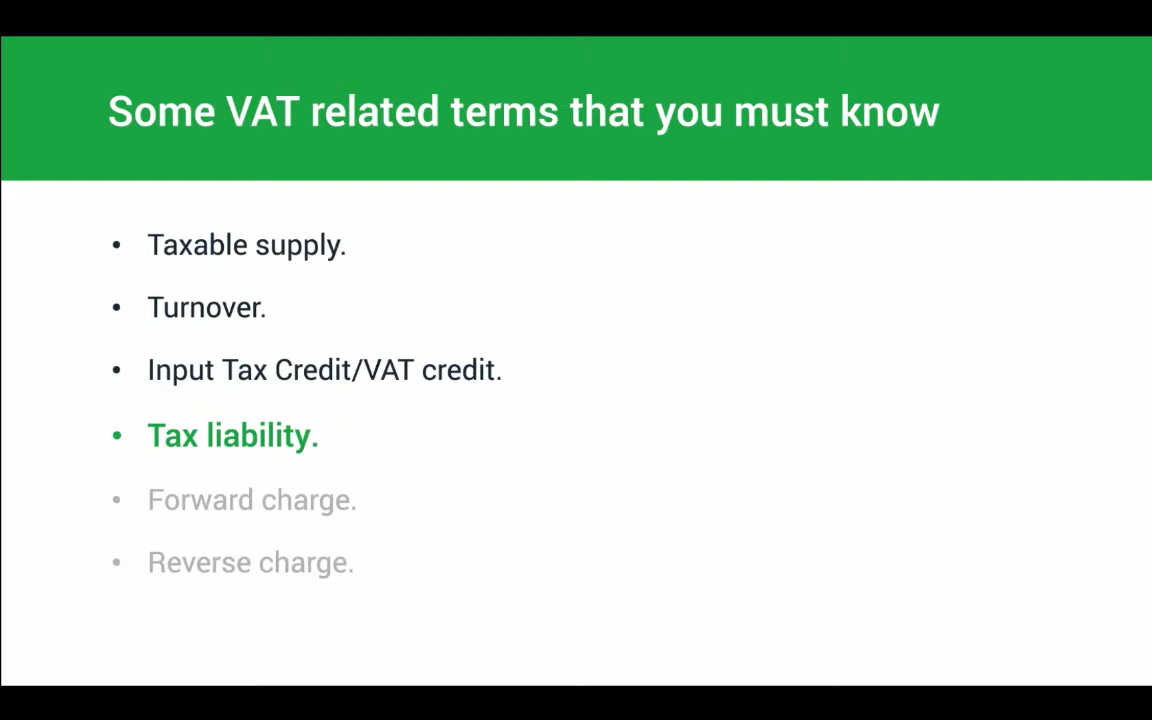 Some VAT related terms that you must know
• Taxable supply.
• Turnover.
• Input Tax Credit/VAT credit.
• Tax liability.
• Forward charge.
• Reverse charge.